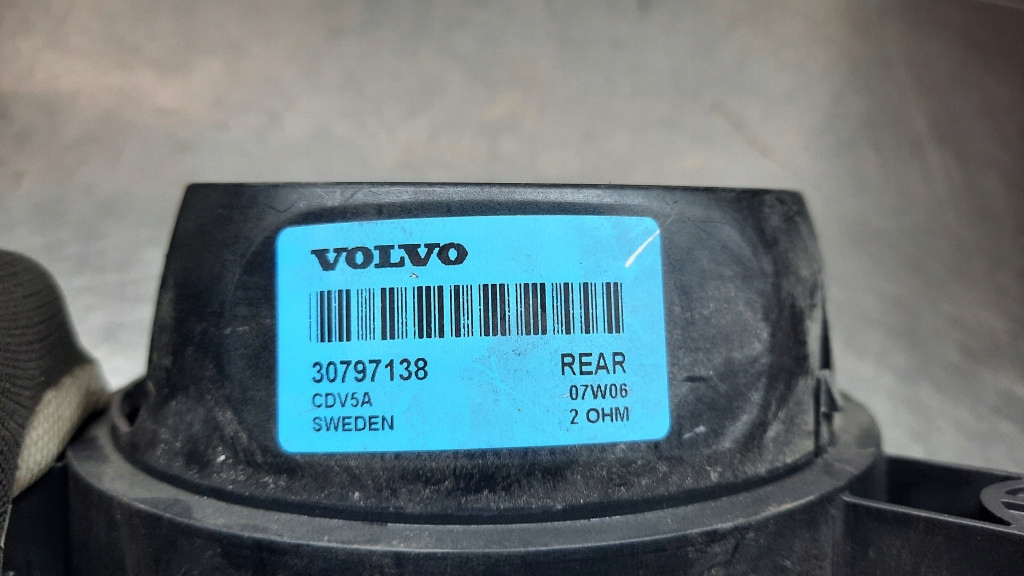 VOLVO
30797138 REAR
CDV5A 07W06
SWEDEN 2 OHM